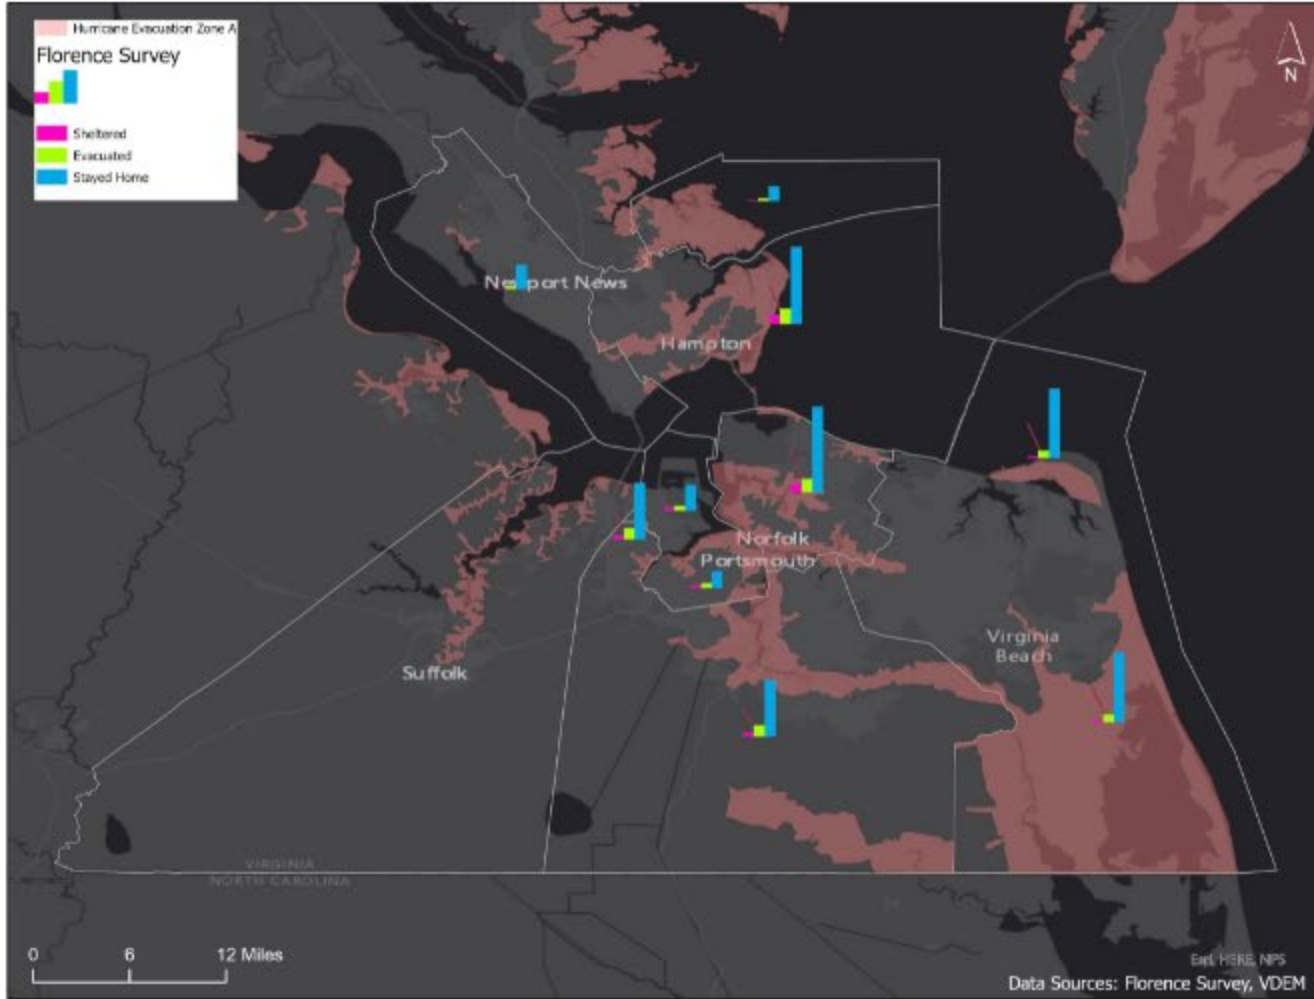 Hurricane Evacuation Zone A
Florence Survey
Sheltered
Evacuated
Stayed Home
N
Newport News
Hampton
Norfolk
Portsmouth
Virginia
Beach
Suffolk
VIRGINIA
NORTH CAROLINA
0 6 12 Miles
Esri, HERE, NPS
Data Sources: Florence Survey, VDEM